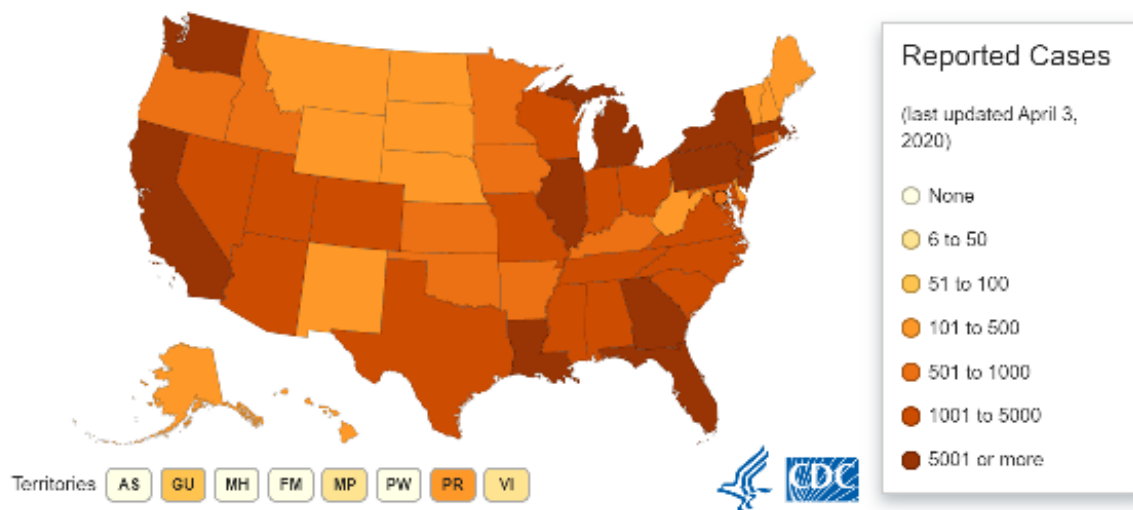 Reported Cases
(last updated April 3,
2020)
None
6 to 50
51 to 100
101 to 500
501 to 1000
1001 to 5000
5001 or more
Territories AS GU MH FM MP PW PR VI
CDC